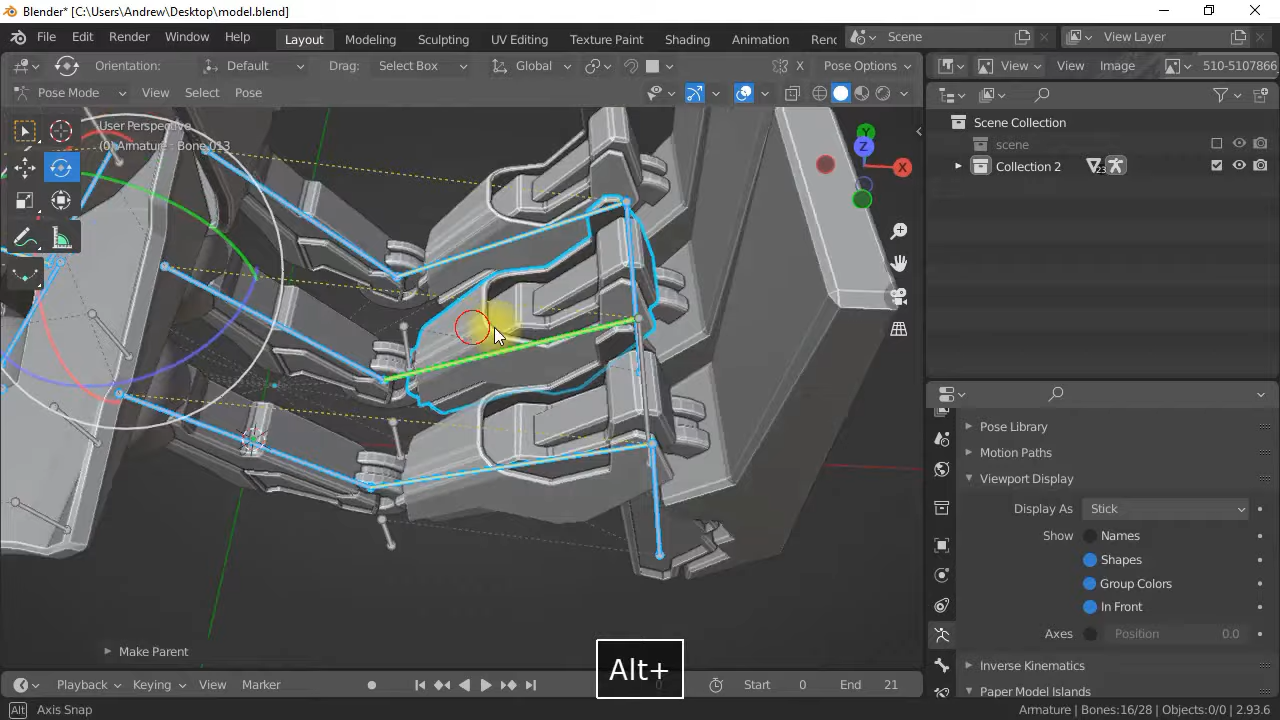 Blender* [C:\Users\Andrew\Desktop\model.blend]
File Edit Render Window Help Layout Modeling Sculpting UV Editing Texture Paint Shading Animation Ren Scene View Layer
Orientation: Default Drag: Select Box Global X Pose Options View View Image 510-5107866
Pose Mode View Select Pose
User Perspective
(0) Armature : Bone.013
Y
Z
X
Scene Collection
scene
Collection 2 23
Pose Library
Motion Paths
Viewport Display
Display As Stick
Show Names
Shapes
Group Colors
In Front
Axes Position 0.0
Inverse Kinematics
Paper Model Islands
Make Parent
Alt+
Playback Keying View Marker 0 Start 0 End 21
Alt Axis Snap Armature | Bones:16/28 | Objects:0/0 | 2.93.6